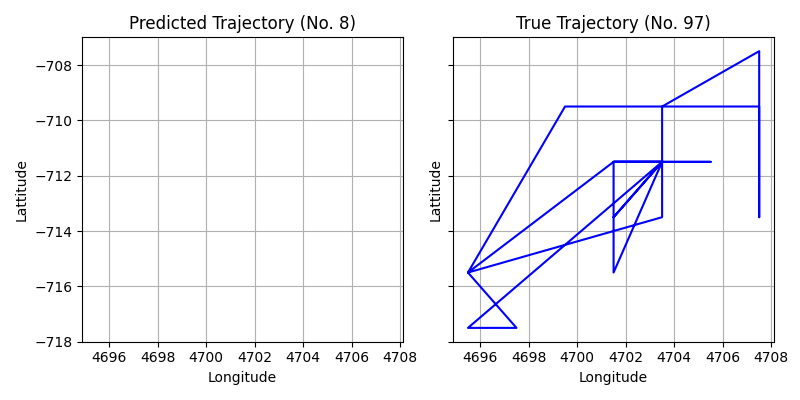 Predicted Trajectory (No. 8)
−708
−710
−712
−714
−716
−718
Lattitude
4696 4698 4700 4702 4704 4706 4708
Longitude
True Trajectory (No. 97)
Lattitude
4696 4698 4700 4702 4704 4706 4708
Longitude